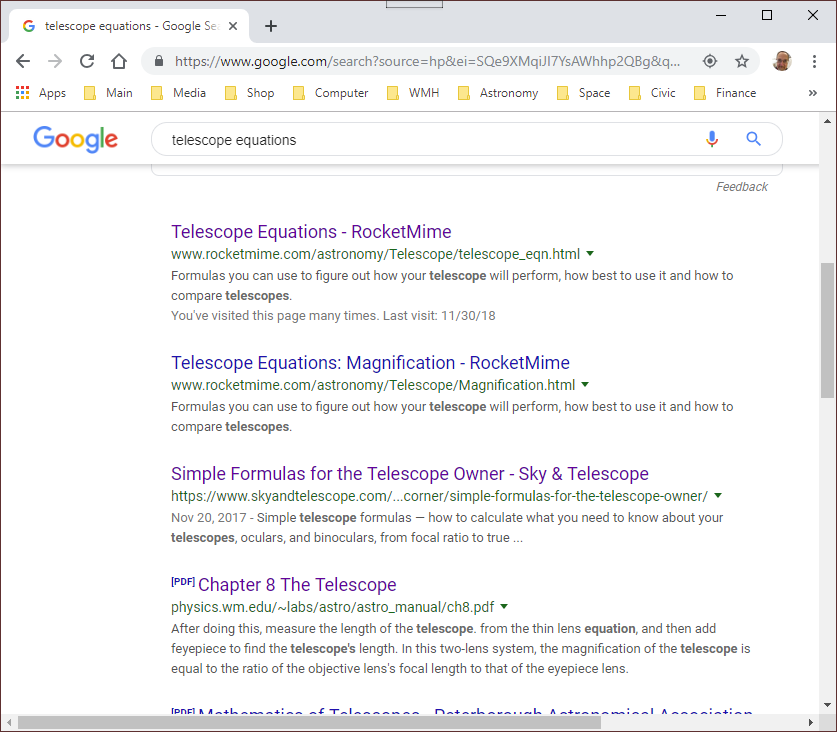 telescope equations - Google Se
https://www.google.com/search?source=hp&ei=SQe9XMqiJI7YsAWhhp2QBg&q...
Apps Main Media Shop Computer WMH Astronomy Space Civic Finance »
Google telescope equations
Feedback
Telescope Equations - RocketMime
www.rocketmime.com/astronomy/Telescope/telescope_eqn.html
Formulas you can use to figure out how your telescope will perform, how best to use it and how to
compare telescopes.
You've visited this page many times. Last visit: 11/30/18
Telescope Equations: Magnification - RocketMime
www.rocketmime.com/astronomy/Telescope/Magnification.html
Formulas you can use to figure out how your telescope will perform, how best to use it and how to
compare telescopes.
Simple Formulas for the Telescope Owner - Sky & Telescope
https://www.skyandtelescope.com/...corner/simple-formulas-for-the-telescope-owner/
Nov 20, 2017 - Simple telescope formulas — how to calculate what you need to know about your
telescopes, oculars, and binoculars, from focal ratio to true ...
[PDF] Chapter 8 The Telescope
physics.wm.edu/~labs/astro/astro_manual/ch8.pdf
After doing this, measure the length of the telescope. from the thin lens equation, and then add
feyepiece to find the telescope's length. In this two-lens system, the magnification of the telescope is
equal to the ratio of the objective lens's focal length to that of the eyepiece lens.
[PDF] Mathematics of Telescopes - Peterborough Astronomical Association